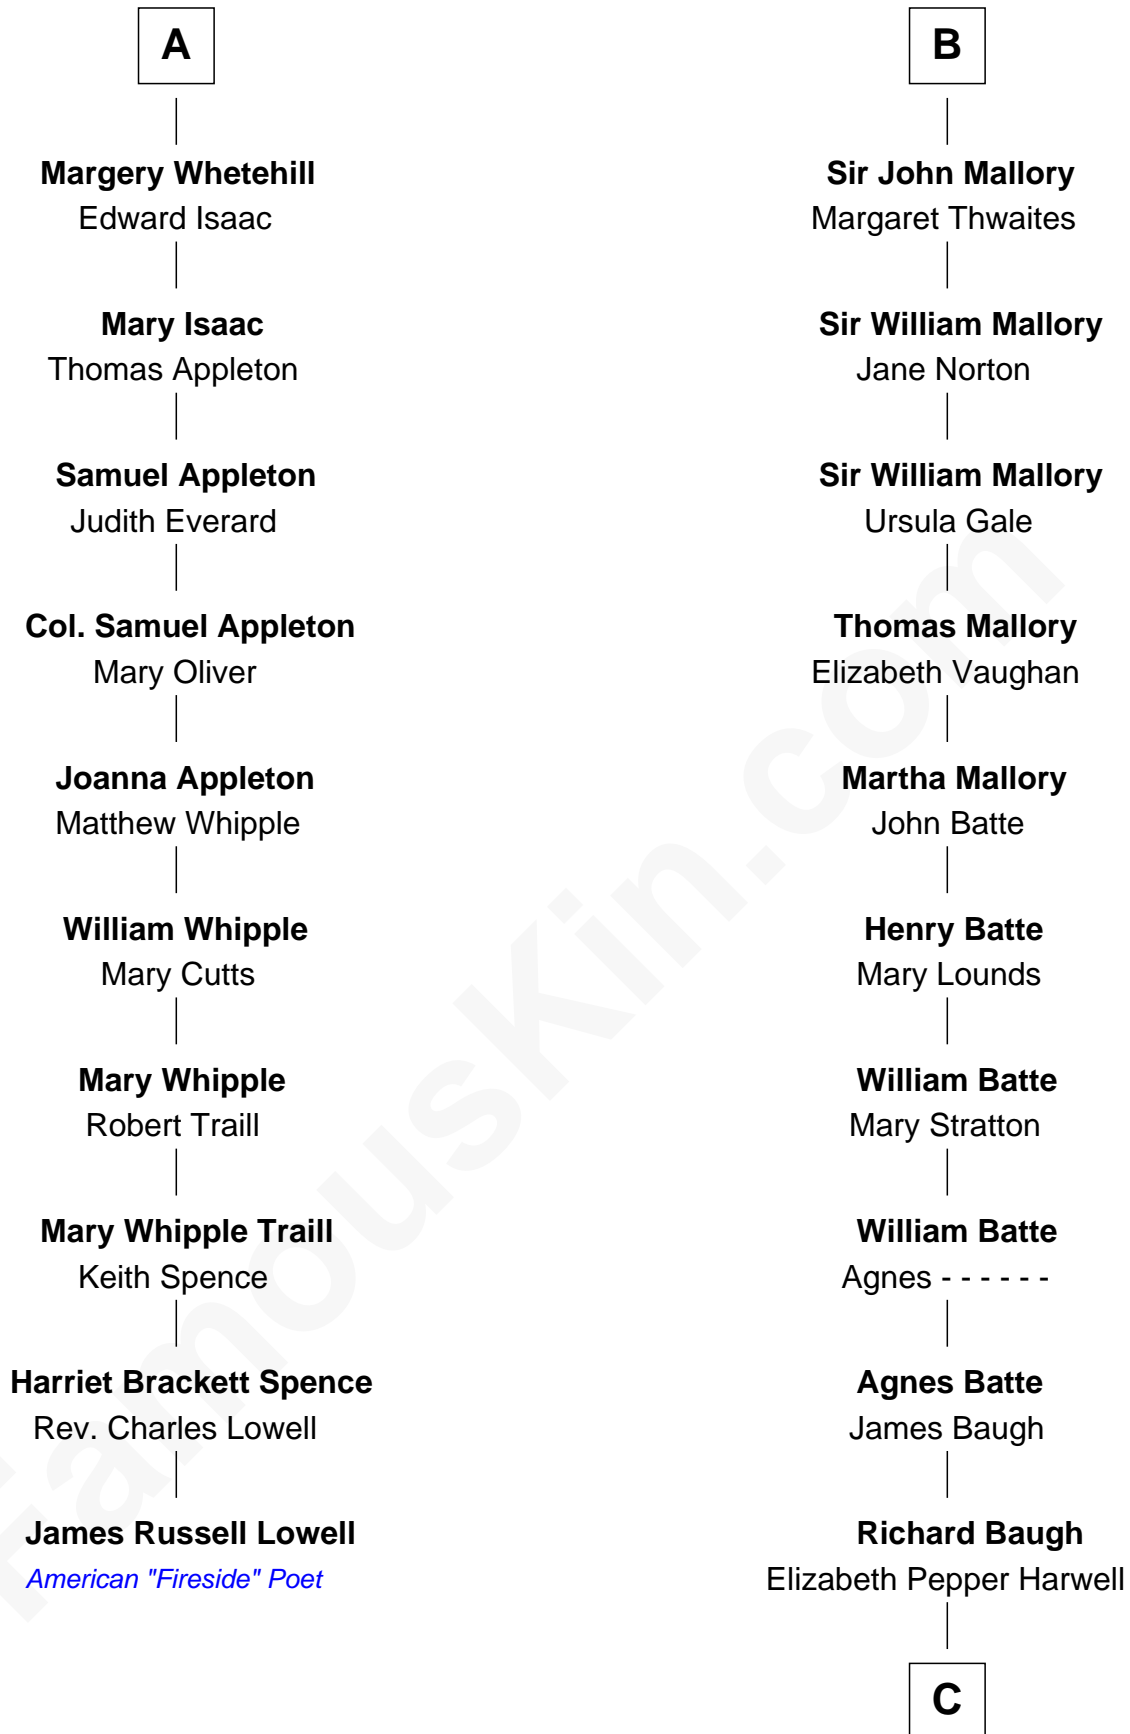 A
Margery Whetehill
Edward Isaac
Mary Isaac
Thomas Appleton
Samuel Appleton
Judith Everard
Col. Samuel Appleton
Mary Oliver
Joanna Appleton
Matthew Whipple
William Whipple
Mary Cutts
Mary Whipple
Robert Traill
Mary Whipple Traill
Keith Spence
Harriet Brackett Spence
Rev. Charles Lowell
James Russell Lowell
American "Fireside" Poet
B
Sir John Mallory
Margaret Thwaites
Sir William Mallory
Jane Norton
Sir William Mallory
Ursula Gale
Thomas Mallory
Elizabeth Vaughan
Martha Mallory
John Batte
Henry Batte
Mary Lounds
William Batte
Mary Stratton
William Batte
Agnes - - - - - -
Agnes Batte
James Baugh
Richard Baugh
Elizabeth Pepper Harwell
C
FamousKin.com